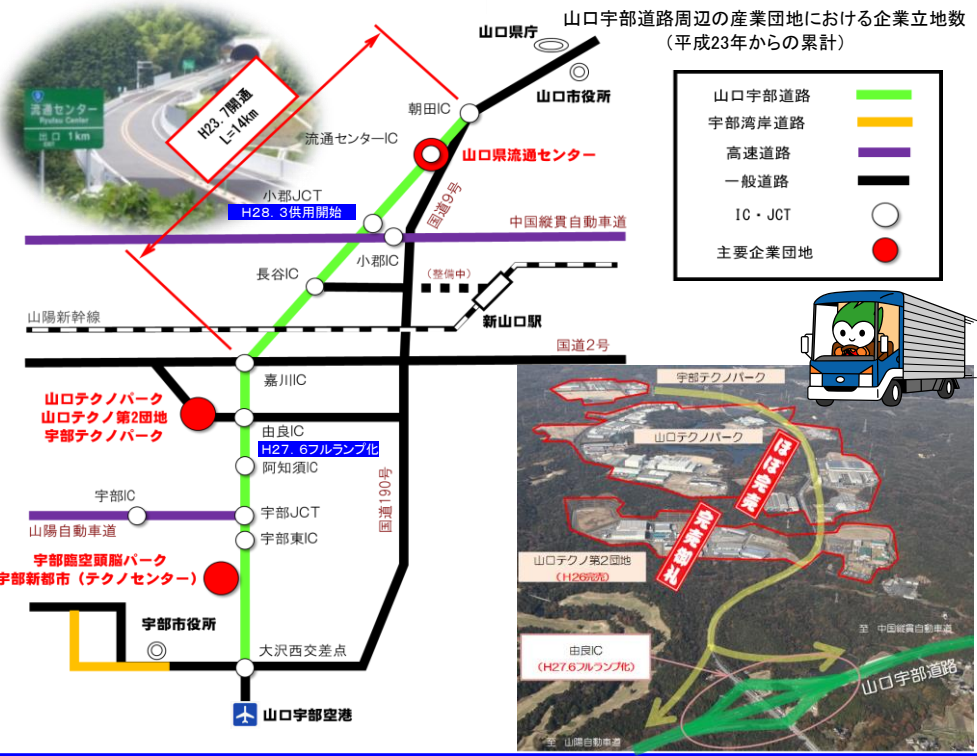 山口宇部道路周辺の産業団地における企業立地数
（平成23年からの累計）
流通センター
Ryutsu Center
出口 1km
H23.7開通
L=14km
山口県庁
山口市役所
朝田IC
流通センターIC
山口県流通センター
小郡JCT
H28. 3供用開始
国道9号
中国縦貫自動車道
小郡IC
長谷IC
（整備中）
新山口駅
山陽新幹線
国道2号
嘉川IC
山口テクノパーク
山口テクノ第2団地
宇部テクノパーク
由良IC
H27. 6フルランプ化
阿知須IC
国道190号
宇部IC
宇部JCT
山陽自動車道
宇部東IC
宇部臨空頭脳パーク
宇部新都市（テクノセンター）
宇部市役所
大沢西交差点
山口宇部空港
山口宇部道路
宇部湾岸道路
高速道路
一般道路
IC・JCT
主要企業団地
宇部テクノパーク
山口テクノパーク
ほぼ完売
完売御礼
山口テクノ第2団地
（H26完売）
至 中国縦貫自動車道
由良IC
（H27.6フルランプ化）
山口宇部道路
至 山陽自動車道